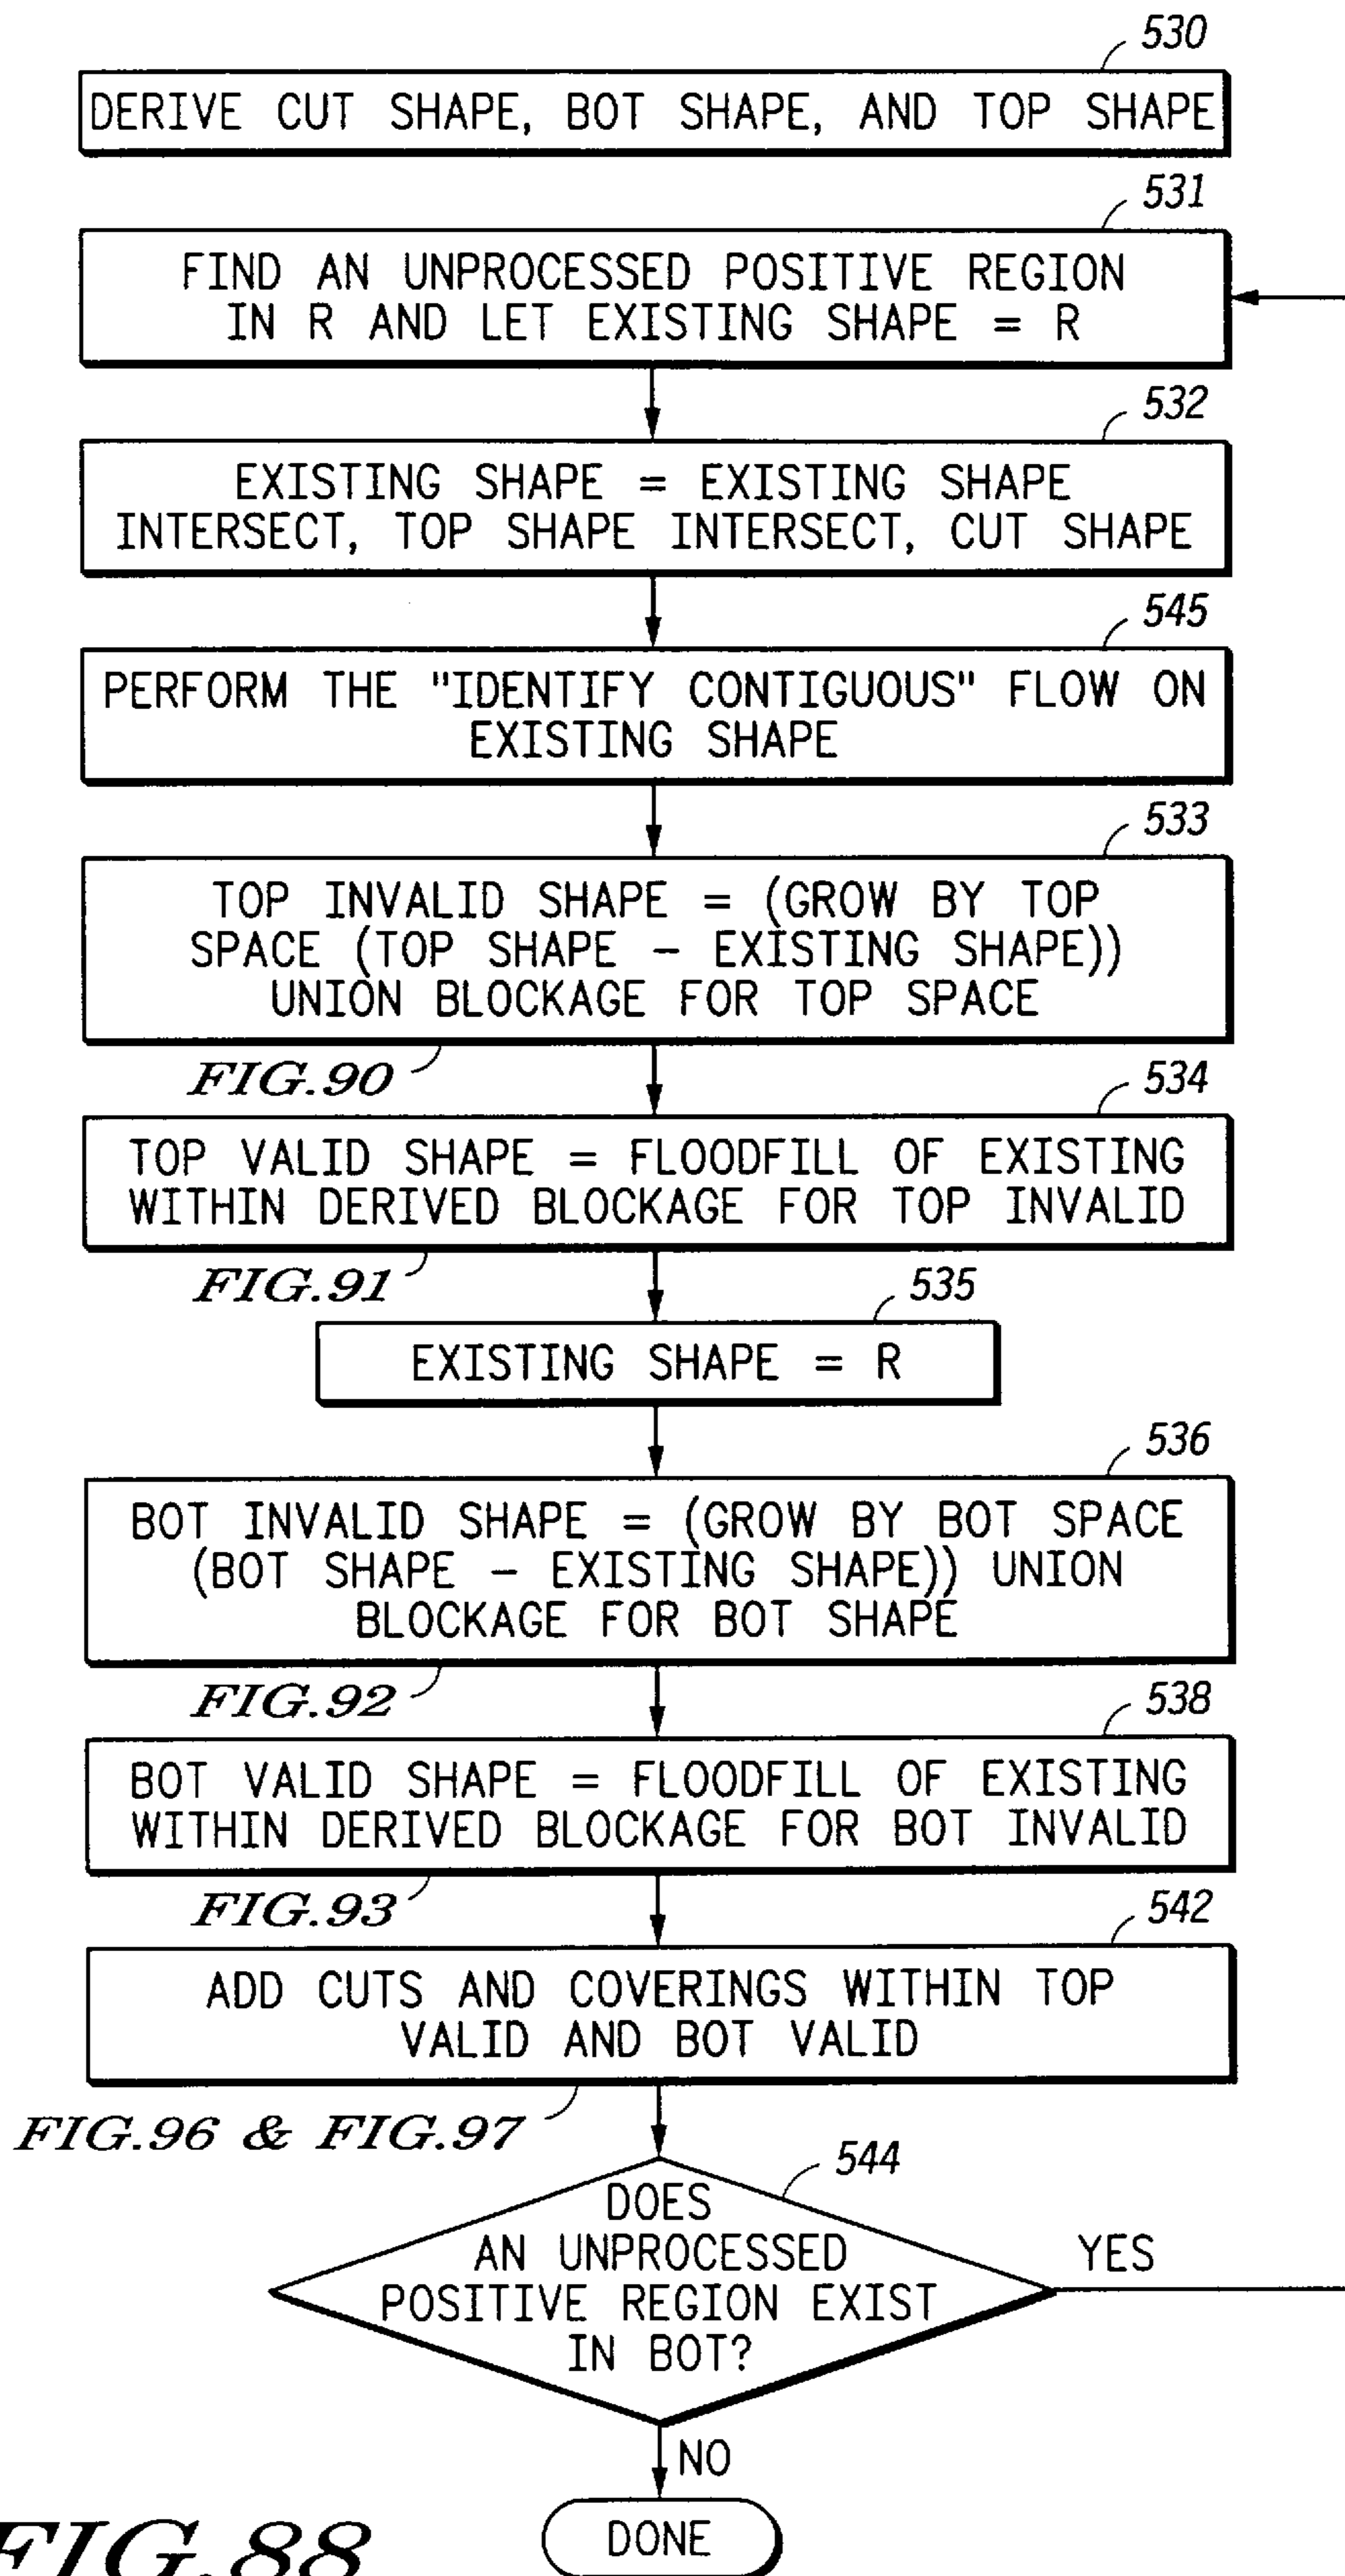 530
DERIVE CUT SHAPE, BOT SHAPE, AND TOP SHAPE
531
FIND AN UNPROCESSED POSITIVE REGION
IN R AND LET EXISTING SHAPE = R
532
EXISTING SHAPE = EXISTING SHAPE
INTERSECT, TOP SHAPE INTERSECT, CUT SHAPE
545
PERFORM THE "IDENTIFY CONTIGUOUS" FLOW ON
EXISTING SHAPE
533
TOP INVALID SHAPE = (GROW BY TOP
SPACE (TOP SHAPE - EXISTING SHAPE))
UNION BLOCKAGE FOR TOP SPACE
FIG.90
534
TOP VALID SHAPE = FLOODFILL OF EXISTING
WITHIN DERIVED BLOCKAGE FOR TOP INVALID
FIG.91
535
EXISTING SHAPE = R
536
BOT INVALID SHAPE = (GROW BY BOT SPACE
(BOT SHAPE - EXISTING SHAPE)) UNION
BLOCKAGE FOR BOT SHAPE
FIG.92
538
BOT VALID SHAPE = FLOODFILL OF EXISTING
WITHIN DERIVED BLOCKAGE FOR BOT INVALID
FIG.93
542
ADD CUTS AND COVERINGS WITHIN TOP
VALID AND BOT VALID
FIG.96 & FIG.97
544
DOES
AN UNPROCESSED
POSITIVE REGION EXIST
IN BOT?
YES
NO
DONE
FIG.88